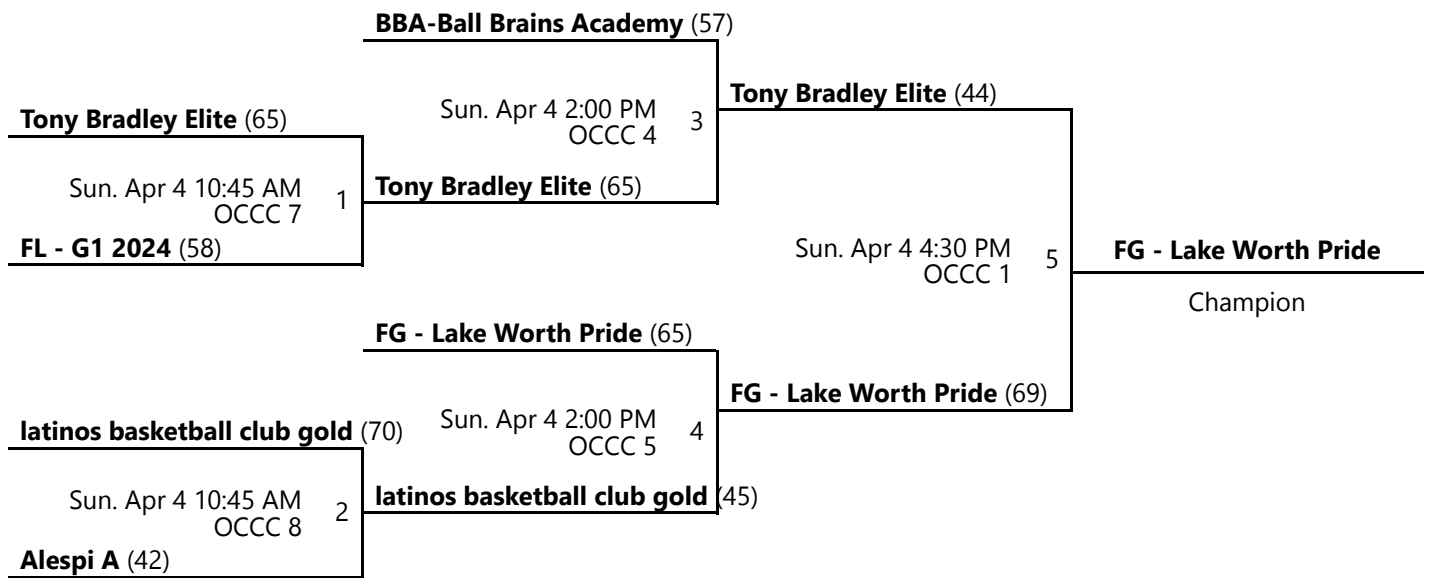 BBA-Ball Brains Academy (57)
Tony Bradley Elite (65)
Sun. Apr 4 10:45 AM
OCCC 7
1
FL - G1 2024 (58)
Sun. Apr 4 2:00 PM
OCCC 4
3
Tony Bradley Elite (65)
Tony Bradley Elite (44)
Sun. Apr 4 4:30 PM
OCCC 1
5
FG - Lake Worth Pride
Champion
FG - Lake Worth Pride (65)
latinos basketball club gold (70)
Sun. Apr 4 10:45 AM
OCCC 8
2
Alespi A (42)
Sun. Apr 4 2:00 PM
OCCC 5
4
latinos basketball club gold (45)
FG - Lake Worth Pride (69)